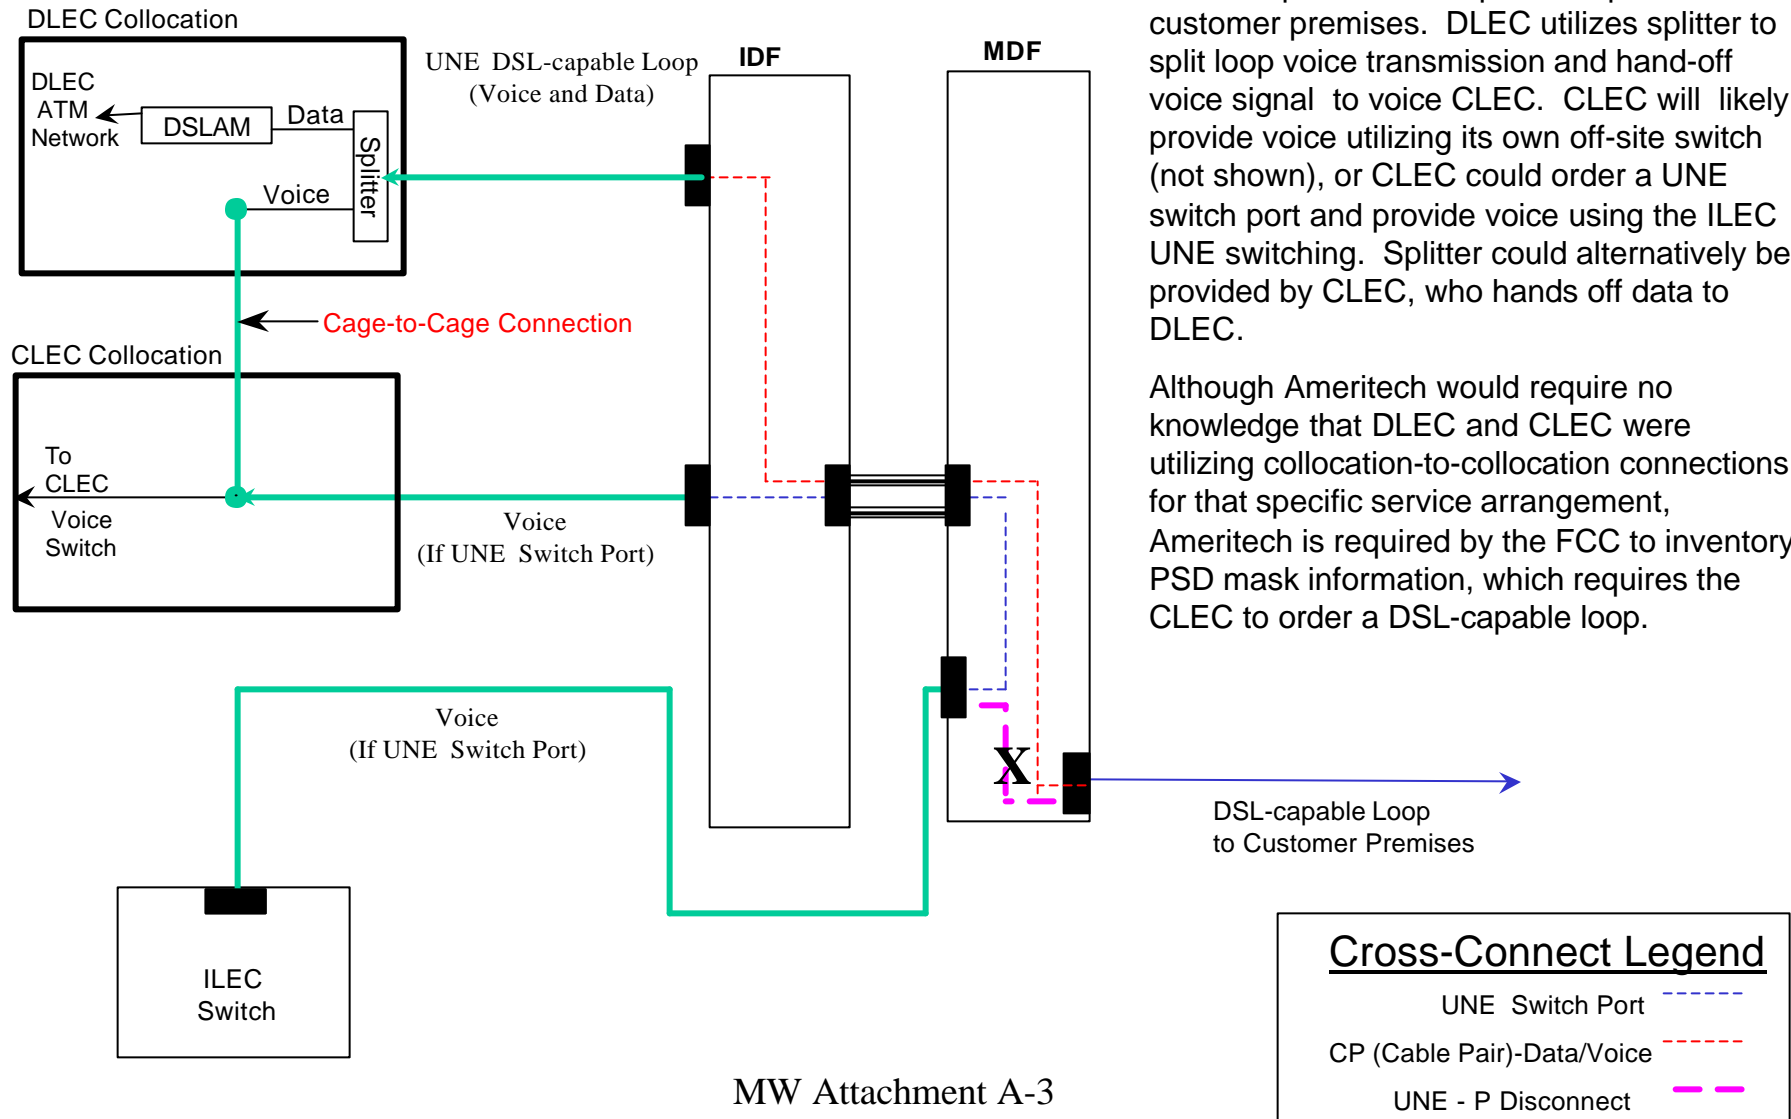 DLEC Collocation
DLEC
ATM
Network
DSLAM
Data
Splitter
Voice
UNE DSL-capable Loop
(Voice and Data)
IDF
MDF
Cage-to-Cage Connection
CLEC Collocation
To
CLEC
Voice
Switch
Voice
(If UNE Switch Port)
Voice
(If UNE Switch Port)
X
ILEC
Switch
DSL-capable Loop
to Customer Premises
customer premises. DLEC utilizes splitter to
split loop voice transmission and hand-off
voice signal to voice CLEC. CLEC will likely
provide voice utilizing its own off-site switch
(not shown), or CLEC could order a UNE
switch port and provide voice using the ILEC
UNE switching. Splitter could alternatively be
provided by CLEC, who hands off data to
DLEC.
Although Ameritech would require no
knowledge that DLEC and CLEC were
utilizing collocation-to-collocation connections
for that specific service arrangement,
Ameritech is required by the FCC to inventory
PSD mask information, which requires the
CLEC to order a DSL-capable loop.
Cross-Connect Legend
UNE Switch Port
CP (Cable Pair)-Data/Voice
UNE - P Disconnect
MW Attachment A-3